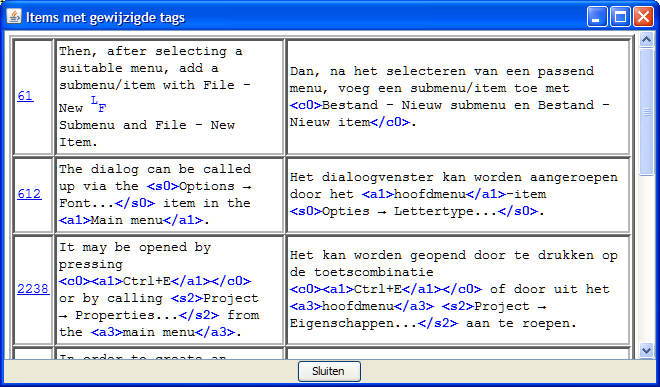 Items met gewijzigde tags
61
Then, after selecting a
suitable menu, add a
submenu/item with File -
New LF
Submenu and File - New
Item.
Dan, na het selecteren van een passend
menu, voeg een submenu/item toe met
<c0>Bestand - Nieuw submenu en Bestand -
Nieuw item</c0>.
612
The dialog can be called
up via the <s0>Options →
Font...</s0> item in the
<a1>Main menu</a1>.
Het dialoogvenster kan worden aangeroepen
door het <a1>hoofdmenu</a1>-item
<s0>Opties → Lettertype...</s0>.
2238
It may be opened by
pressing
<c0><a1>Ctrl+E</a1></c0>
or by calling <s2>Project
→ Properties...</s2> from
the <a3>main menu</a3>.
Het kan worden geopend door te drukken op
de toetscombinatie
<c0><a1>Ctrl+E</a1></c0> of door uit het
<a3>hoofdmenu</a3> <s2>Project →
Eigenschappen...</s2> aan te roepen.
In order to create an
Sluiten